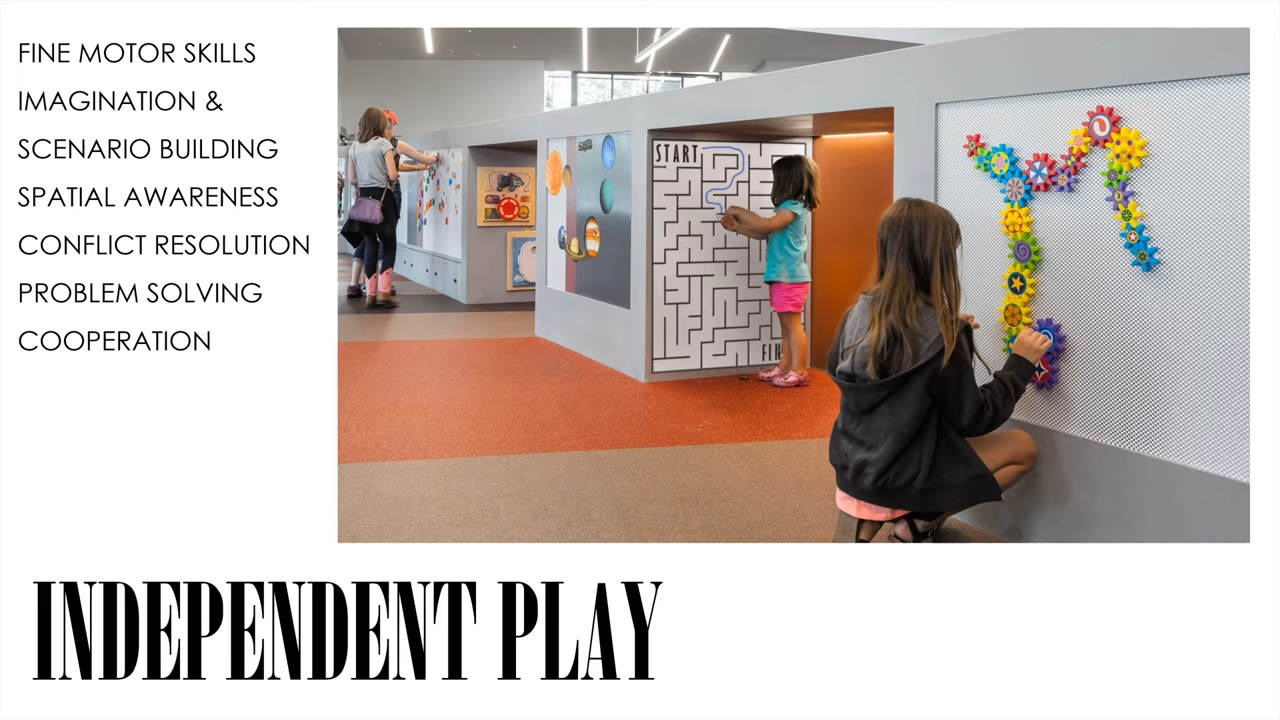 FINE MOTOR SKILLS
IMAGINATION &
SCENARIO BUILDING
SPATIAL AWARENESS
CONFLICT RESOLUTION
PROBLEM SOLVING
COOPERATION
START
INDEPENDENT PLAY